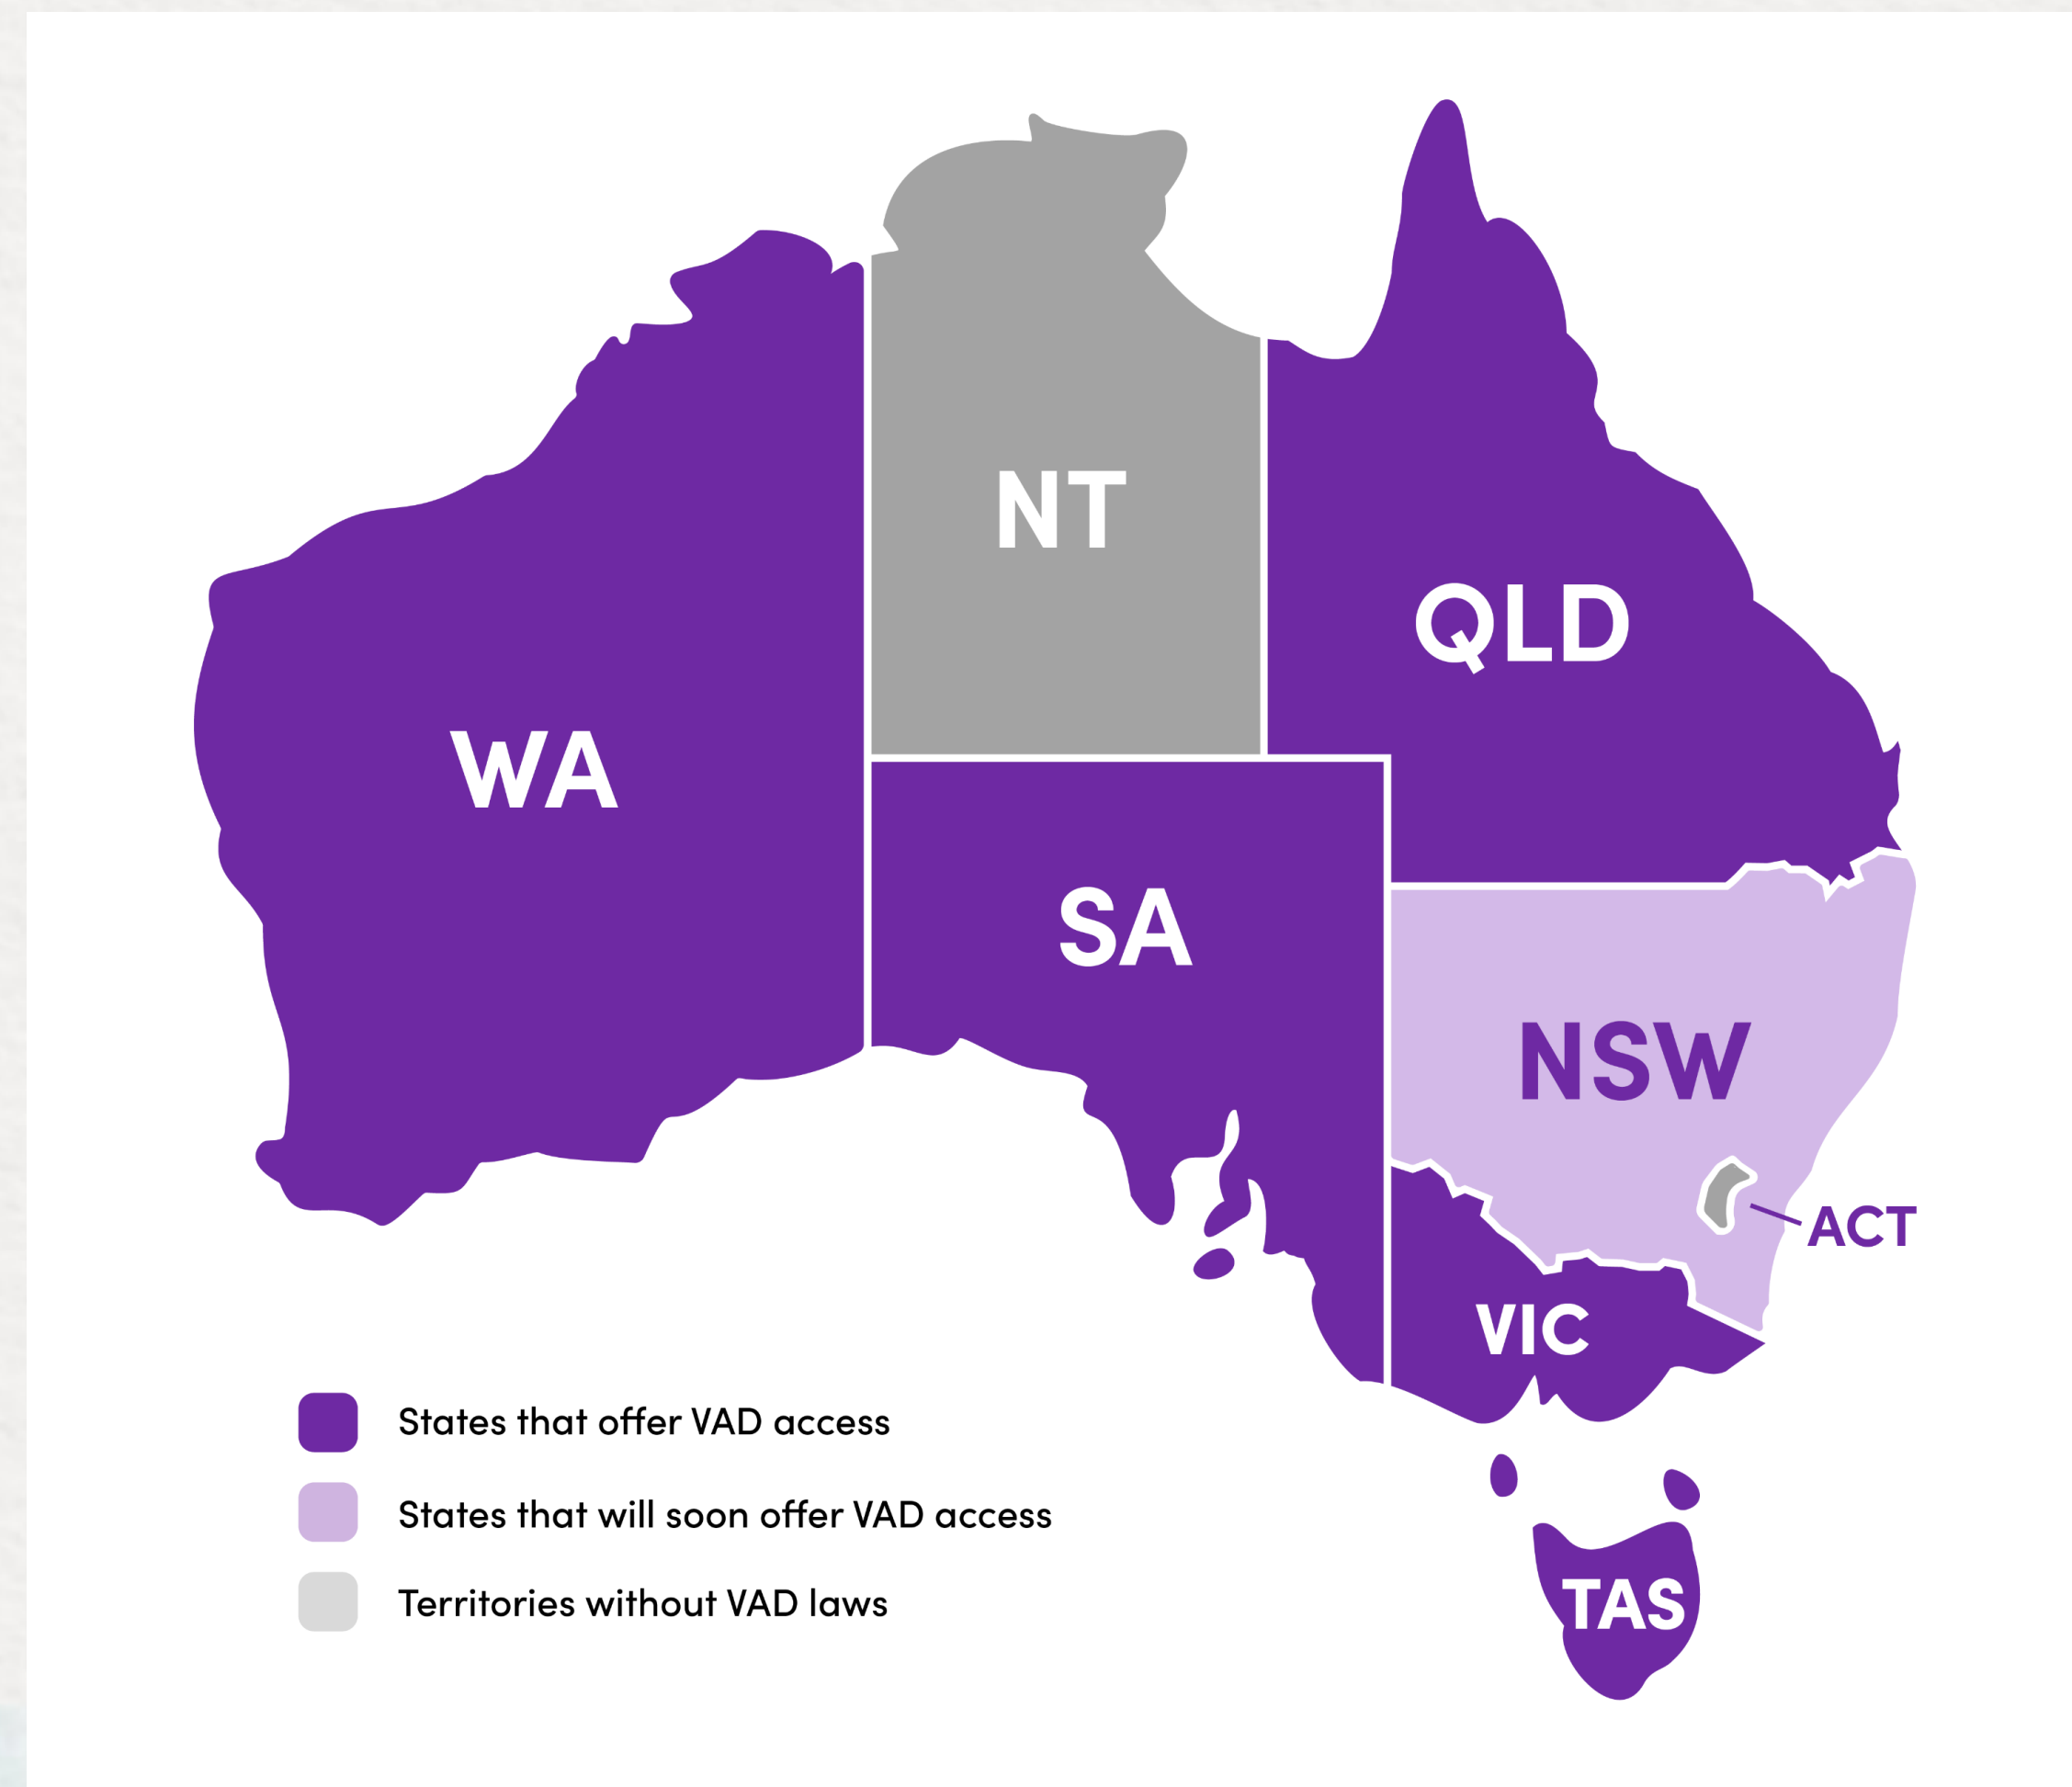 NT
QLD
WA
SA
NSW
ACT
VIC
States that offer VAD access
States that will soon offer VAD access
Territories without VAD laws
TAS